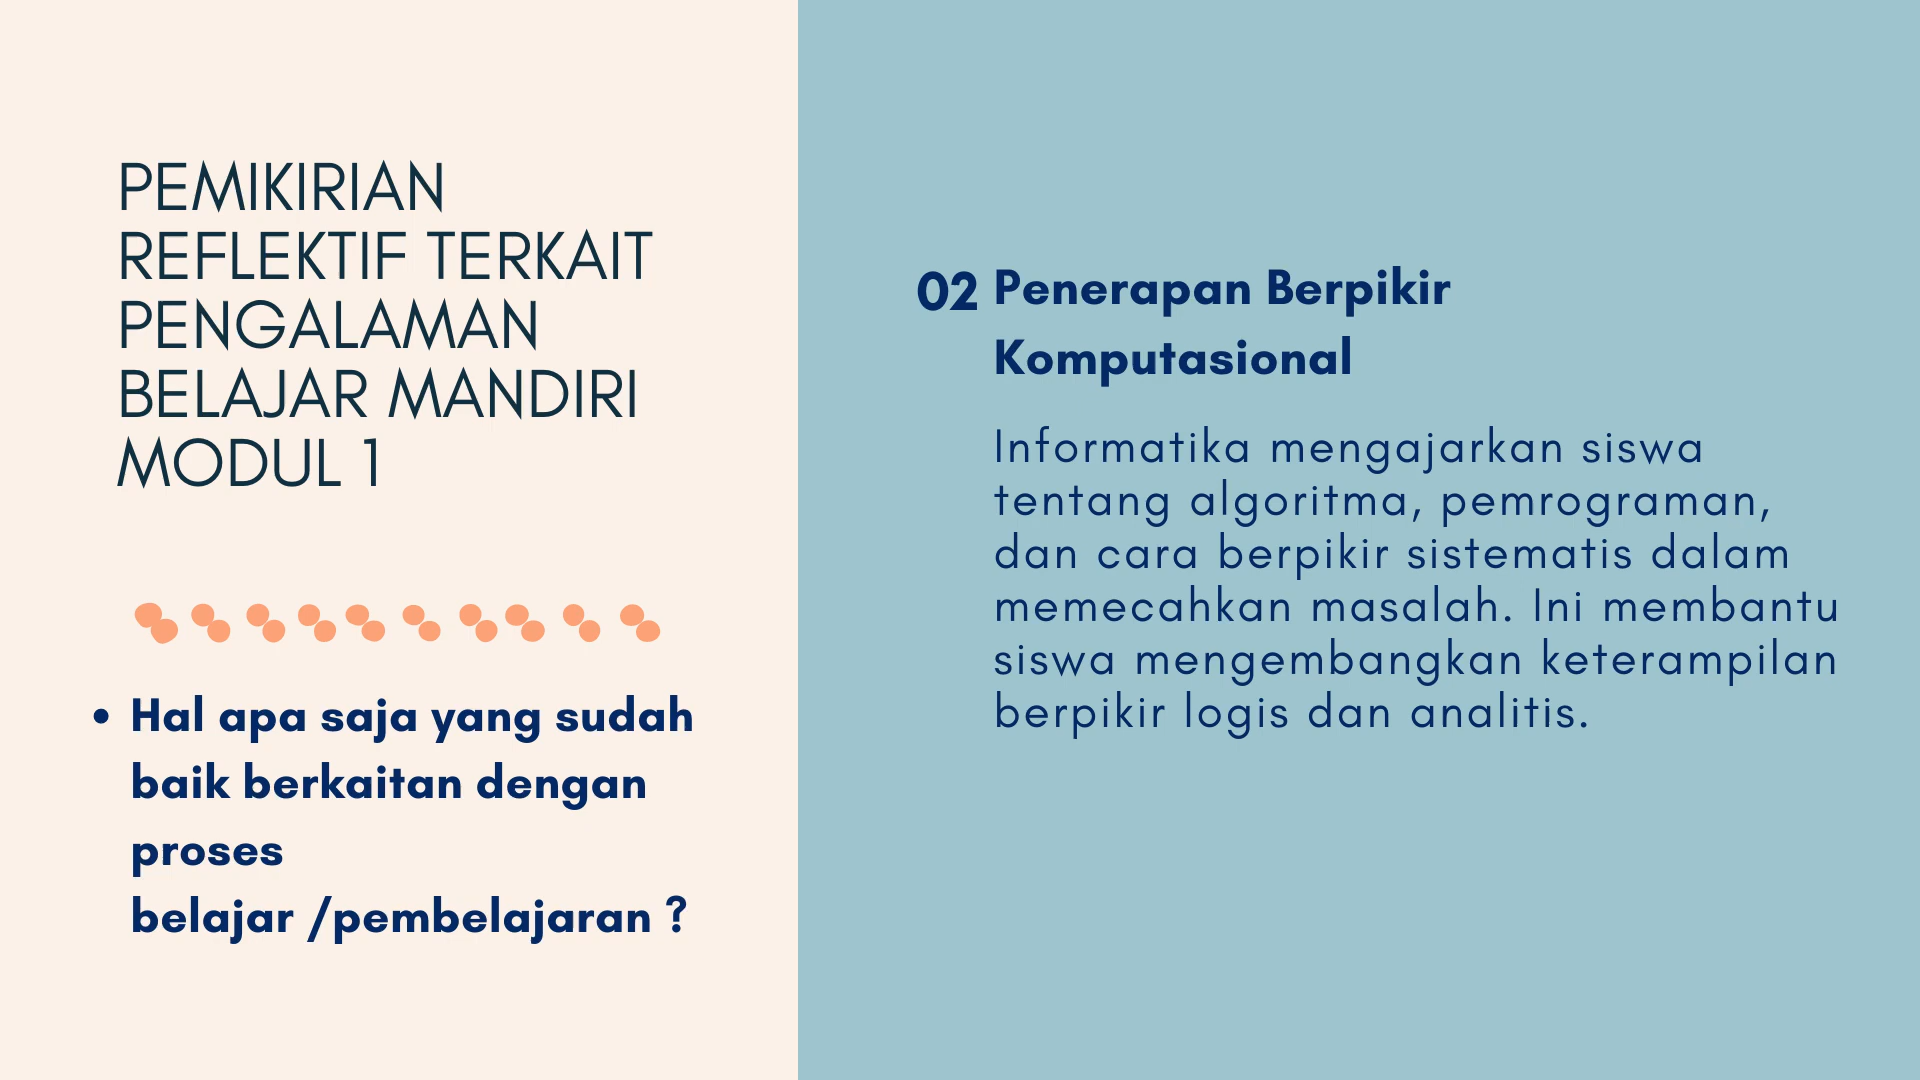 PEMIKIRIAN
REFLEKTIF TERKAIT
PENGALAMAN
BELAJAR MANDIRI
MODUL 1
• Hal apa saja yang sudah
baik berkaitan dengan
proses
belajar /pembelajaran ?
02 Penerapan Berpikir
Komputasional
Informatika mengajarkan siswa
tentang algoritma, pemrograman,
dan cara berpikir sistematis dalam
memecahkan masalah. Ini membantu
siswa mengembangkan keterampilan
berpikir logis dan analitis.